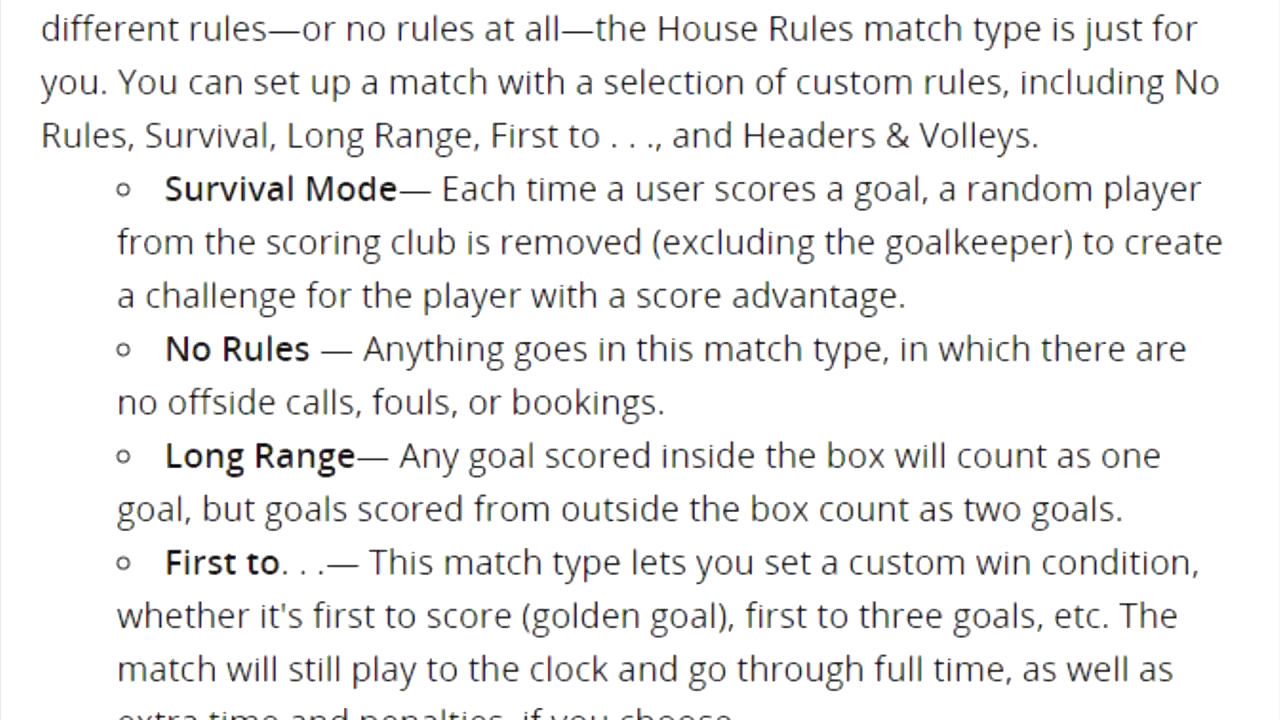 different rules—or no rules at all—the House Rules match type is just for
you. You can set up a match with a selection of custom rules, including No
Rules, Survival, Long Range, First to . . ., and Headers & Volleys.
○ Survival Mode— Each time a user scores a goal, a random player
from the scoring club is removed (excluding the goalkeeper) to create
a challenge for the player with a score advantage.
○ No Rules — Anything goes in this match type, in which there are
no offside calls, fouls, or bookings.
○ Long Range— Any goal scored inside the box will count as one
goal, but goals scored from outside the box count as two goals.
○ First to. . .— This match type lets you set a custom win condition,
whether it's first to score (golden goal), first to three goals, etc. The
match will still play to the clock and go through full time, as well as
extra time and penalties, if you choose.